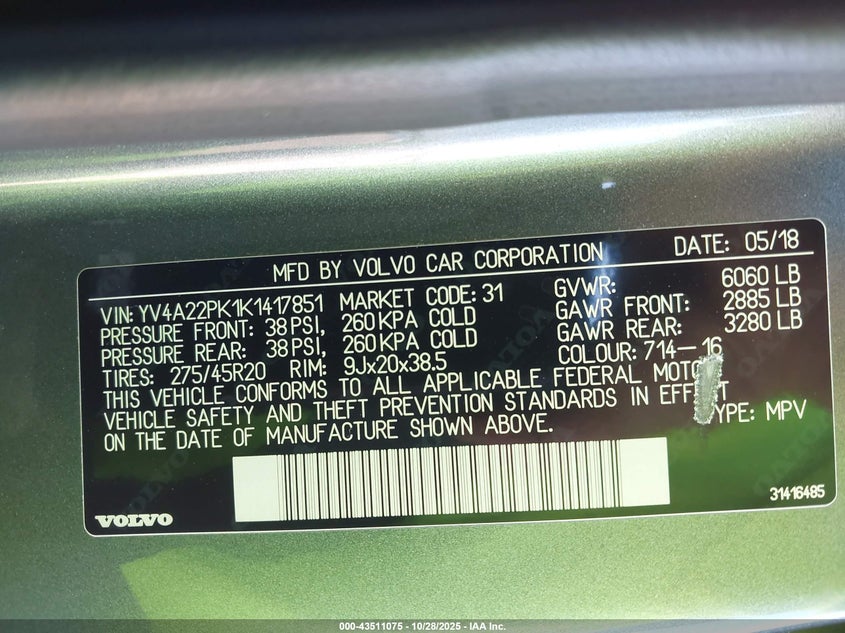 MFD BY VOLVO CAR CORPORATION DATE: 05/18
VIN: YV4A22PK1K1417851 MARKET CODE: 31 GVWR: 6060 LB
PRESSURE FRONT: 38 PSI, 260 KPA COLD GAWR FRONT: 2885 LB
PRESSURE REAR: 38 PSI, 260 KPA COLD GAWR REAR: 3280 LB
TIRES: 275/45R20 RIM: 9Jx20x38.5 COLOUR: 714-16
THIS VEHICLE CONFORMS TO ALL APPLICABLE FEDERAL MOTOR
VEHICLE SAFETY AND THEFT PREVENTION STANDARDS IN EFFECT
ON THE DATE OF MANUFACTURE SHOWN ABOVE. TYPE: MPV
VOLVO 31416485
000-43511075 - 10/28/2025 - IAA Inc.